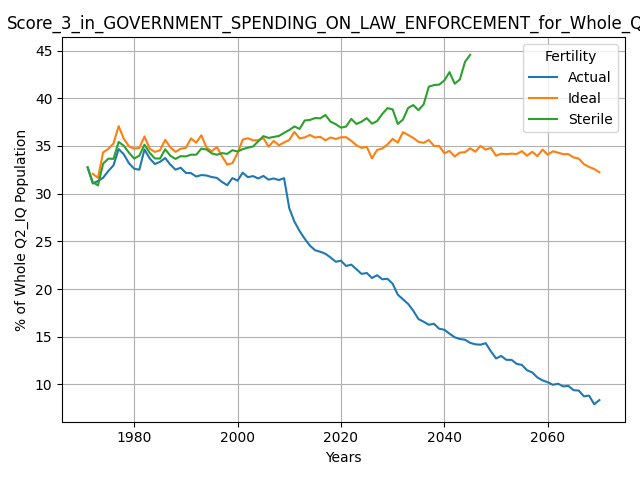 Score_3_in_GOVERNMENT_SPENDING_ON_LAW_ENFORCEMENT_for_Whole_Q
Fertility
Actual
Ideal
Sterile
% of Whole Q2_IQ Population
45
40
35
30
25
20
15
10
1980
2000
2020
2040
2060
Years